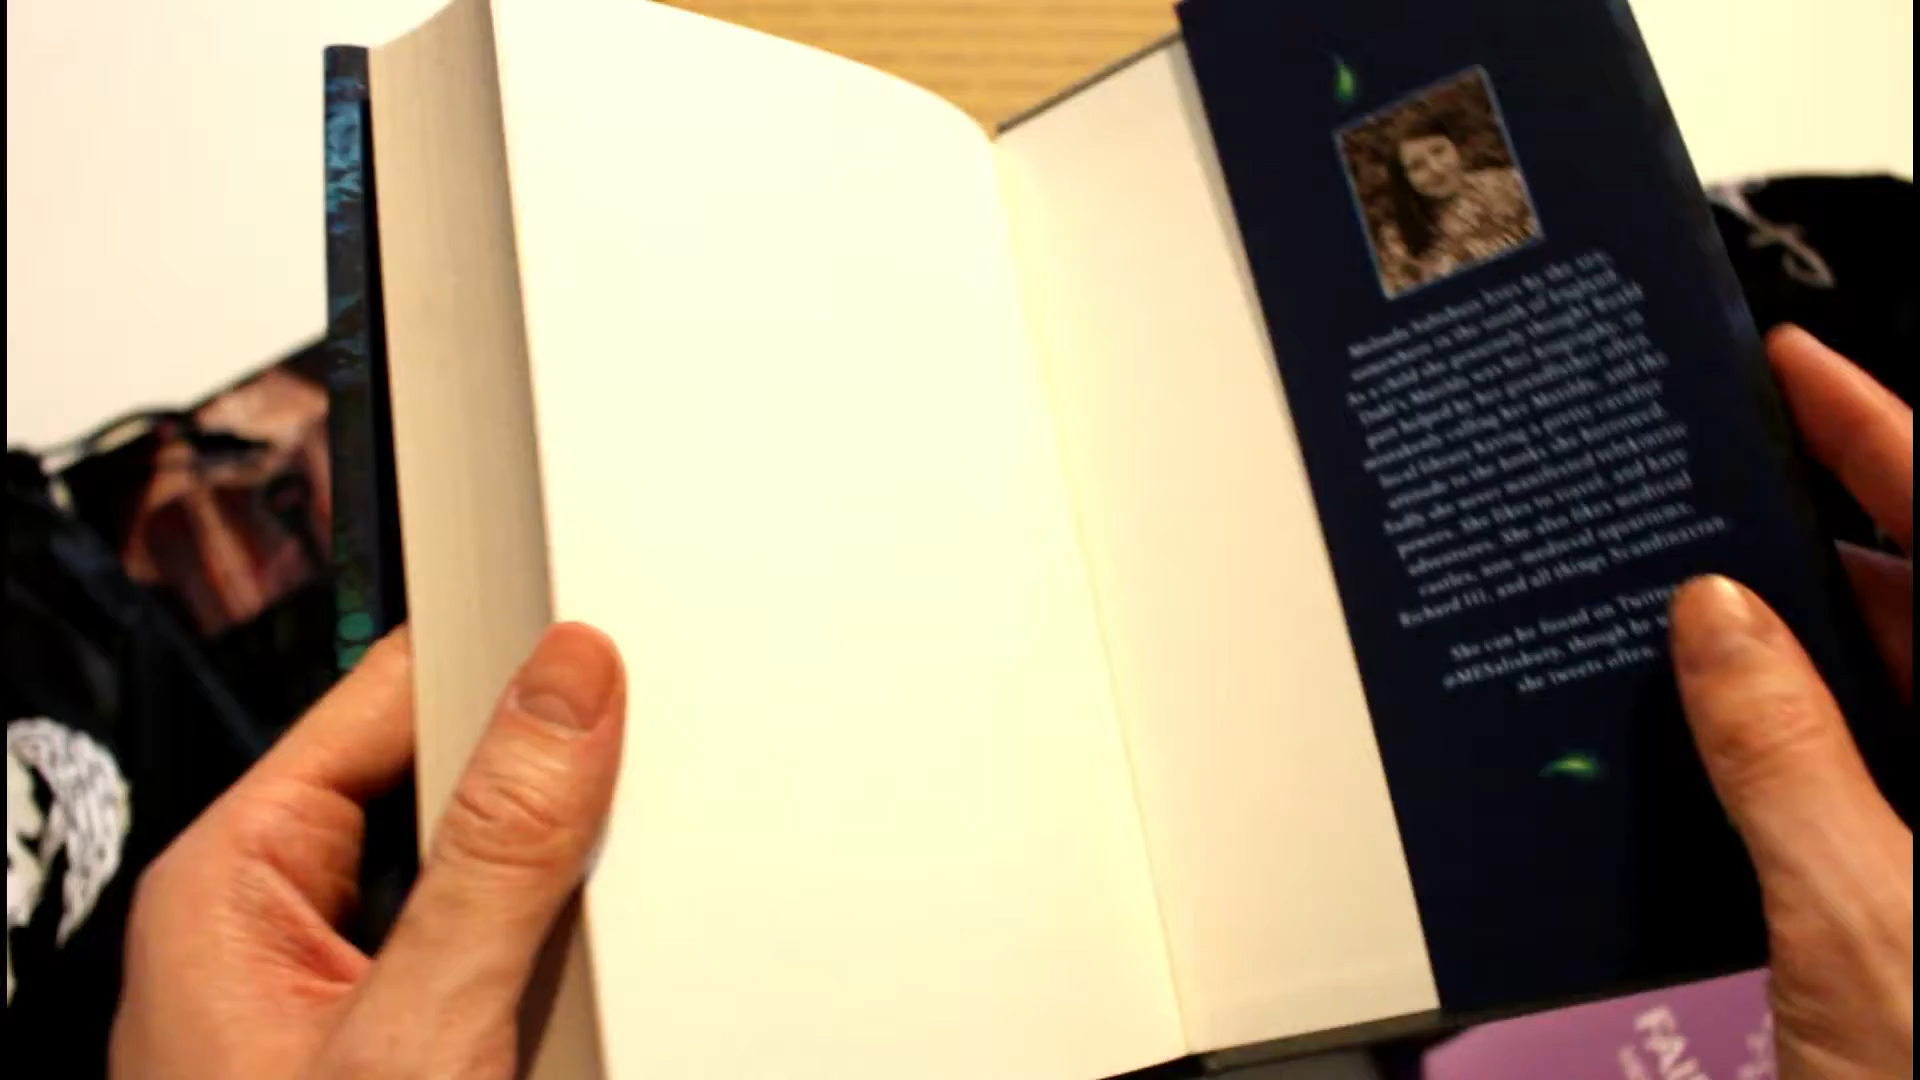 Melinda Salisbury lives by the sea,
somewhere in the south of England.
As a child she genuinely thought Roald
Dahl's Matilda was her biography, in
part helped by her grandfather often
mistakenly calling her Matilda, and the
local library having a pretty cavalier
attitude to the books she borrowed.
Sadly she never manifested telekinetic
powers. She likes to travel, and have
adventures. She also likes medieval
castles, non-medieval aquariums,
Richard III, and all things Scandinavian.
She can be found on Twitter
@MESalisbury, though be
she tweets often.
FAI